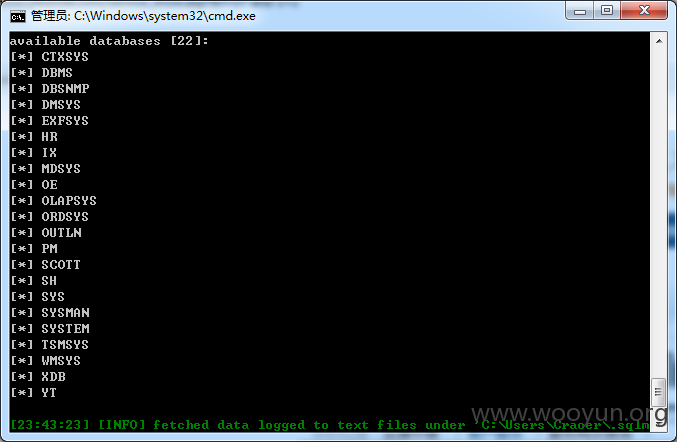 管理员: C:\Windows\system32\cmd.exe
available databases [22]:
[*] CTXSYS
[*] DBMS
[*] DBSNMP
[*] DMSYS
[*] EXFSYS
[*] HR
[*] IX
[*] MDSYS
[*] OE
[*] OLAPSYS
[*] ORDSYS
[*] OUTLN
[*] PM
[*] SCOTT
[*] SH
[*] SYS
[*] SYSMAN
[*] SYSTEM
[*] TSMSYS
[*] WMSYS
[*] XDB
[*] YT
www.wooyun.org
[23:43:23] [INFO] fetched data logged to text files under 'C:\Users\Craoer\.sqlm